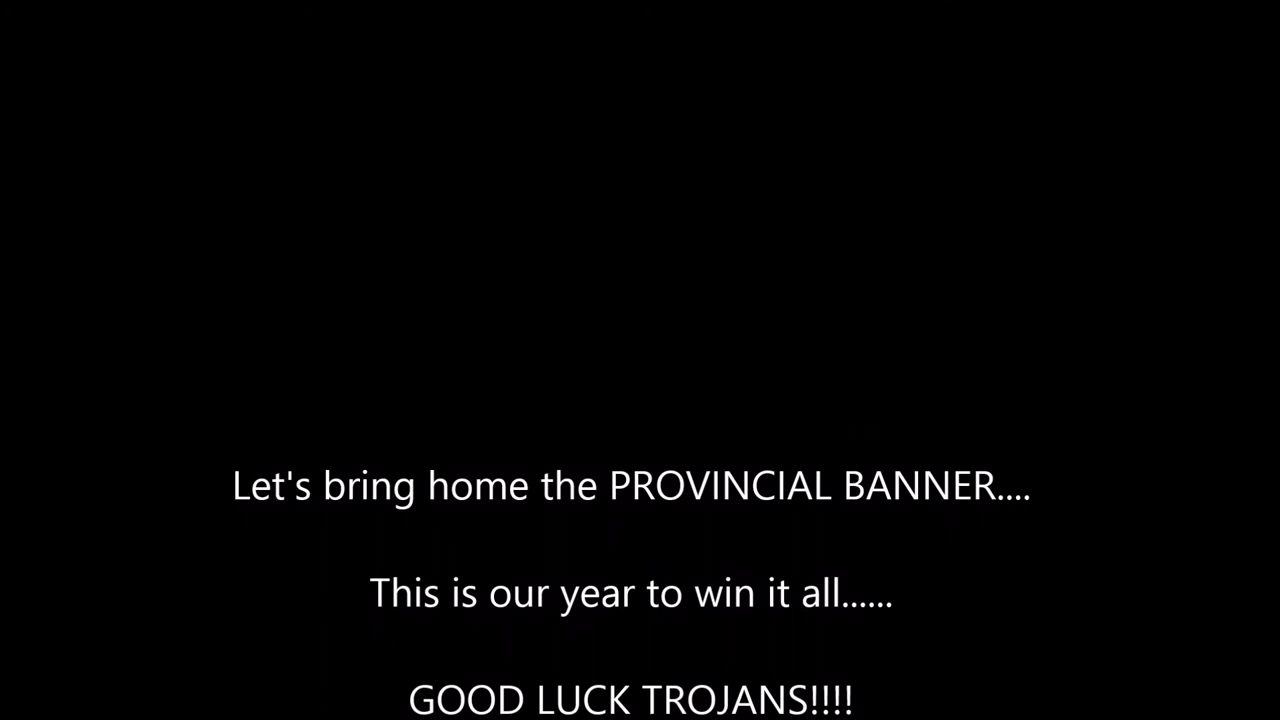 Let's bring home the PROVINCIAL BANNER....
This is our year to win it all......
GOOD LUCK TROJANS!!!!